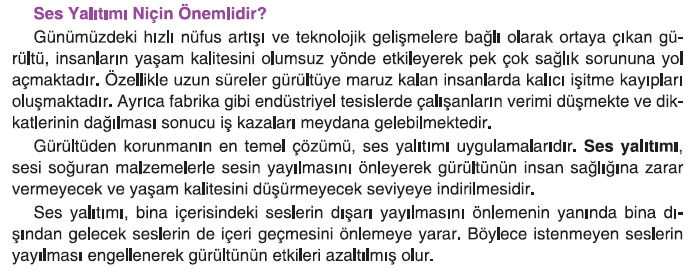 Ses Yalıtımı Niçin Önemlidir?
Günümüzdeki hızlı nüfus artışı ve teknolojik gelişmelere bağlı olarak ortaya çıkan gü-
rültü, insanların yaşam kalitesini olumsuz yönde etkileyerek pek çok sağlık sorununa yol
açmaktadır. Özellikle uzun süreler gürültüye maruz kalan insanlarda kalıcı işitme kayıpları
oluşmaktadır. Ayrıca fabrika gibi endüstriyel tesislerde çalışanların verimi düşmekte ve dik-
katlerinin dağılması sonucu iş kazaları meydana gelebilmektedir.
Gürültüden korunmanın en temel çözümü, ses yalıtımı uygulamalarıdır. Ses yalıtımı,
sesi soğuran malzemelerle sesin yayılmasını önleyerek gürültünün insan sağlığına zarar
vermeyecek ve yaşam kalitesini düşürmeyecek seviyeye indirilmesidir.
Ses yalıtımı, bina içerisindeki seslerin dışarı yayılmasını önlemenin yanında bina dı-
şından gelecek seslerin de içeri geçmesini önlemeye yarar. Böylece istenmeyen seslerin
yayılması engellenerek gürültünün etkileri azaltılmış olur.